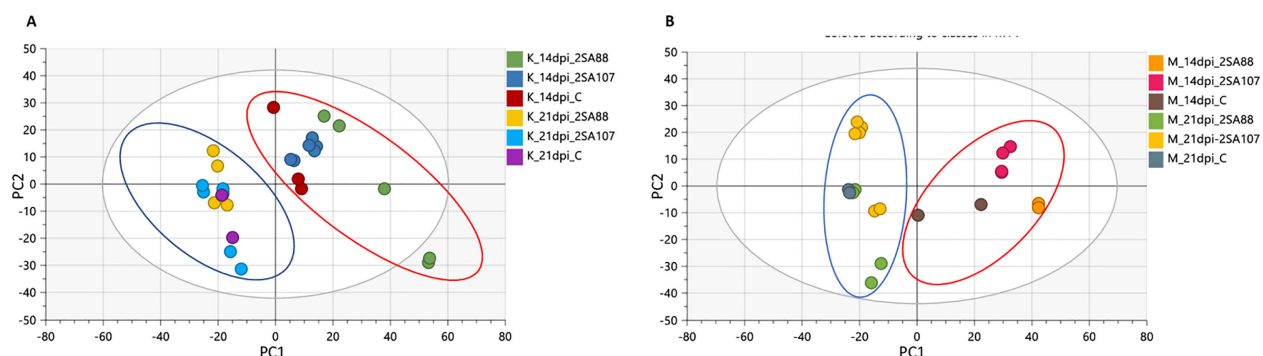 A
50
40
30
20
10
0
-10
-20
-30
-40
-50
PC2
-80
-60
-40
-20
0
20
40
60
80
PC1
K_14dpi_2SA88
K_14dpi_2SA107
K_14dpi_C
K_21dpi_2SA88
K_21dpi_2SA107
K_21dpi_C
B
50
40
30
20
10
0
-10
-20
-30
-40
-50
PC2
-80
-60
-40
-20
0
20
40
60
80
PC1
M_14dpi_2SA88
M_14dpi_2SA107
M_14dpi_C
M_21dpi_2SA88
M_21dpi-2SA107
M_21dpi_C